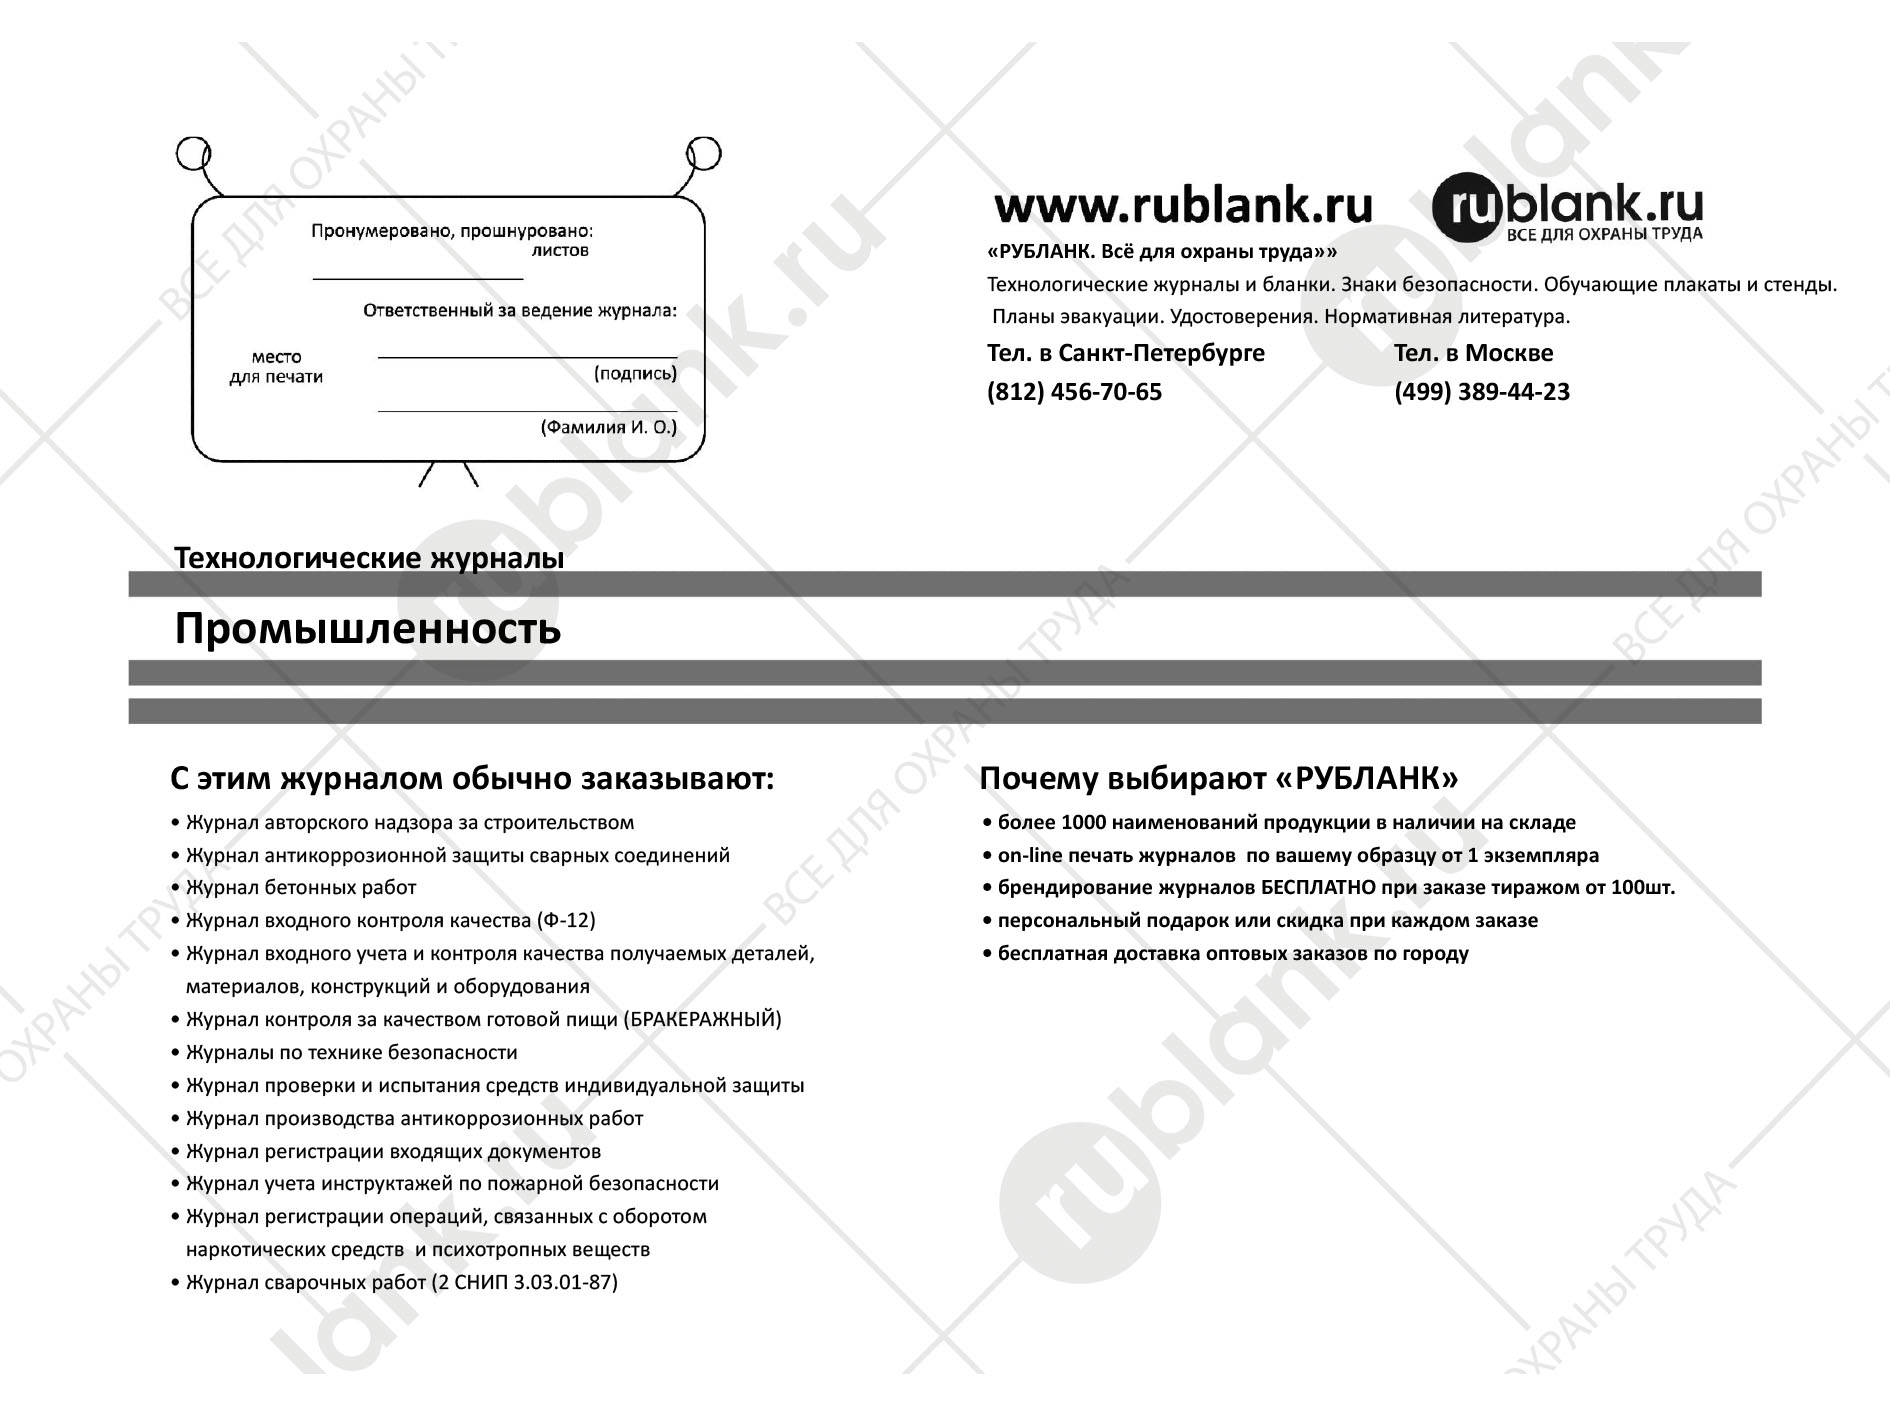 Пронумеровано, прошнуровано:
листов
Ответственный за ведение журнала:
место
для печати
(подпись)
(Фамилия И. О.)
www.rublank.ru
rublank.ru
ВСЕ ДЛЯ ОХРАНЫ ТРУДА
«РУБЛАНК. Всё для охраны труда»»
Технологические журналы и бланки. Знаки безопасности. Обучающие плакаты и стенды.
Планы эвакуации. Удостоверения. Нормативная литература.
Тел. в Санкт-Петербурге
Тел. в Москве
(812) 456-70-65
(499) 389-44-23
Технологические журналы
Промышленность
С этим журналом обычно заказывают:
• Журнал авторского надзора за строительством
• Журнал антикоррозионной защиты сварных соединений
• Журнал бетонных работ
• Журнал входного контроля качества (Ф-12)
• Журнал входного учета и контроля качества получаемых деталей,
материалов, конструкций и оборудования
• Журнал контроля за качеством готовой пищи (БРАКЕРАЖНЫЙ)
• Журналы по технике безопасности
• Журнал проверки и испытания средств индивидуальной защиты
• Журнал производства антикоррозионных работ
• Журнал регистрации входящих документов
• Журнал учета инструктажей по пожарной безопасности
• Журнал регистрации операций, связанных с оборотом
наркотических средств и психотропных веществ
• Журнал сварочных работ (2 СНИП 3.03.01-87)
Почему выбирают «РУБЛАНК»
• более 1000 наименований продукции в наличии на складе
• on-line печать журналов по вашему образцу от 1 экземпляра
• брендирование журналов БЕСПЛАТНО при заказе тиражом от 100шт.
• персональный подарок или скидка при каждом заказе
• бесплатная доставка оптовых заказов по городу